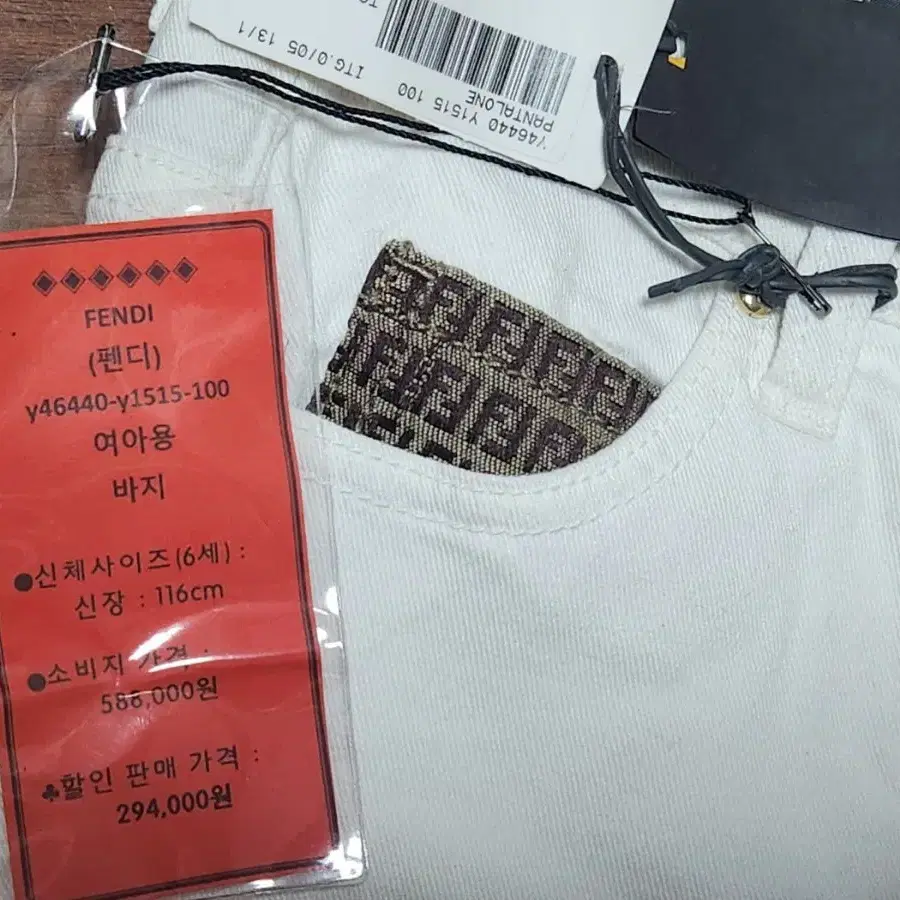 ITG.0/05 13/1
Y46440 Y1515 100
PANTALONE
FENDI
(펜디)
y46440-y1515-100
여아용
바지
●신체사이즈(6세) :
신장 : 116cm
●소비지 가격 :
588,000원
♣할인 판매 가격 :
294,000원